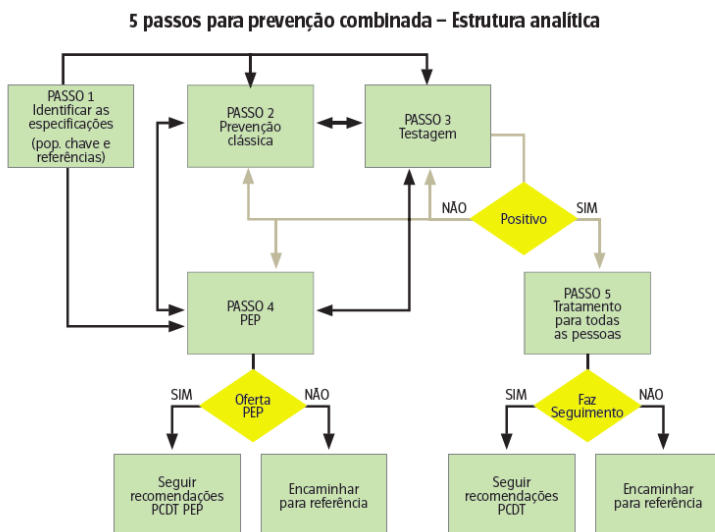 5 passos para prevenção combinada – Estrutura analítica
PASSO 1
Identificar as
especificações
(pop. chave e
referências)
PASSO 2
Prevenção
clássica
PASSO 3
Testagem
NÃO
Positivo
SIM
PASSO 4
PEP
PASSO 5
Tratamento
para todas
as pessoas
SIM
Oferta
PEP
NÃO
SIM
Faz
Seguimento
NÃO
Seguir
recomendações
PCDT PEP
Encaminhar
para referência
Seguir
recomendações
PCDT
Encaminhar
para referência